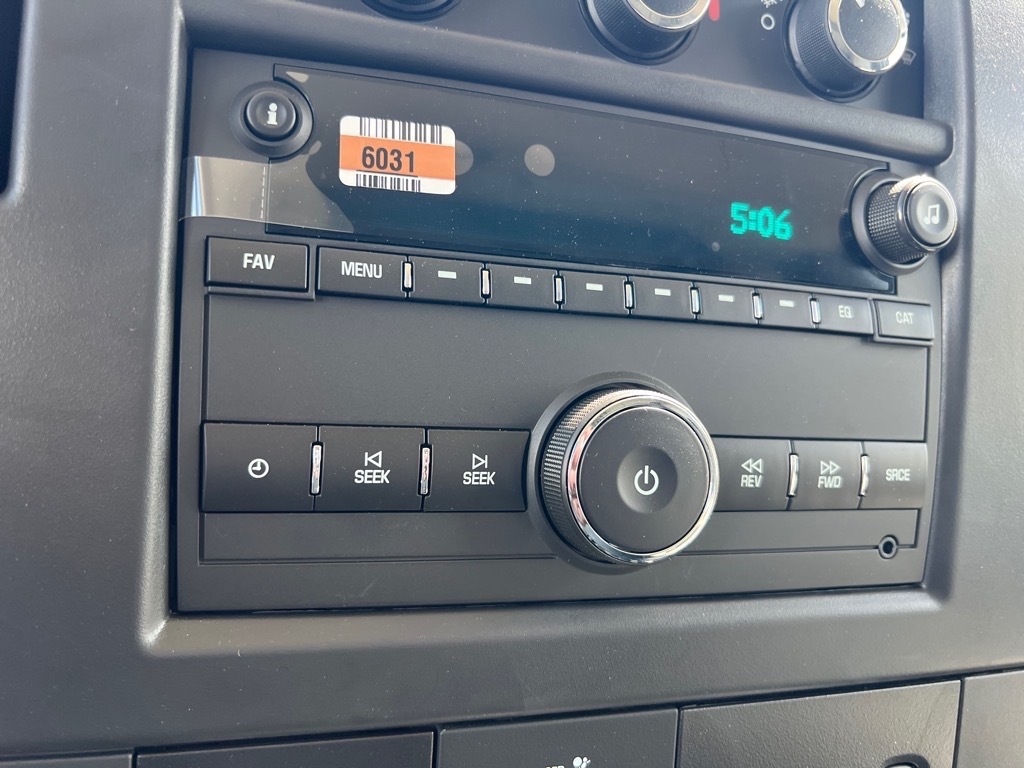 6031
5:06
FAV
MENU
EQ
CAT
SEEK
SEEK
REV
FWD
SRCE